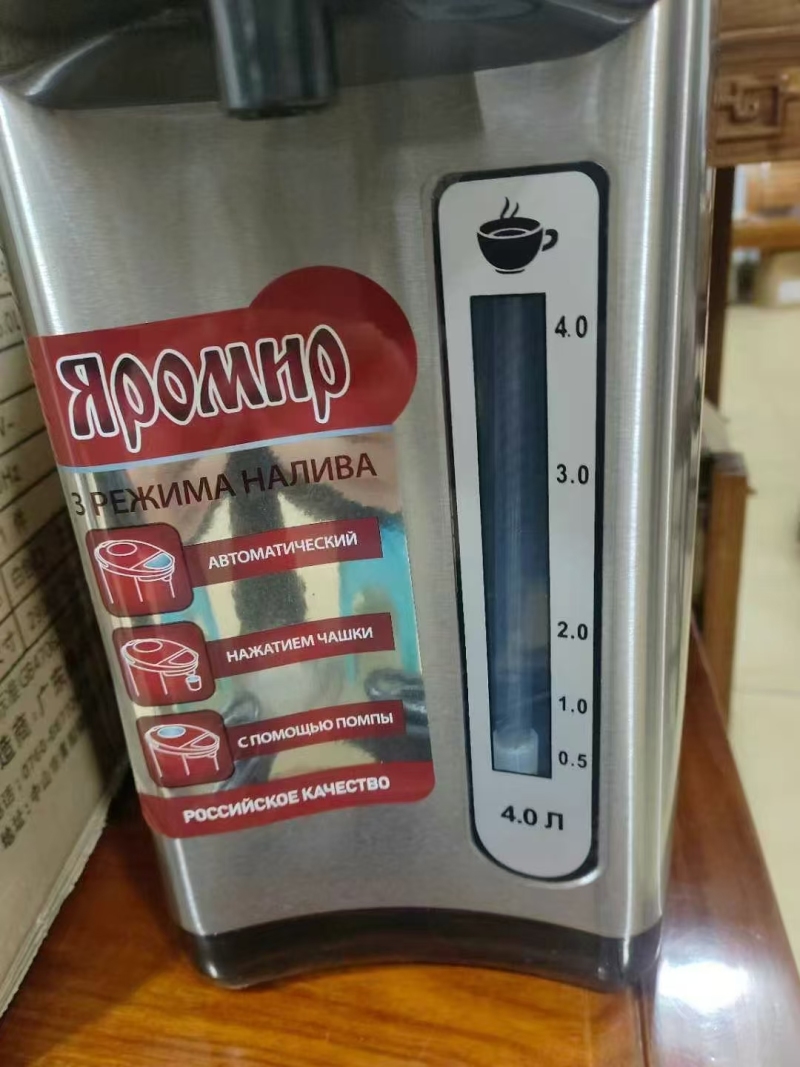 Яромир
3 РЕЖИМА НАЛИВА
АВТОМАТИЧЕСКИЙ
НАЖАТИЕМ ЧАШКИ
С ПОМОЩЬЮ ПОМПЫ
РОССИЙСКОЕ КАЧЕСТВО
4.0
3.0
2.0
1.0
0.5
4.0 Л